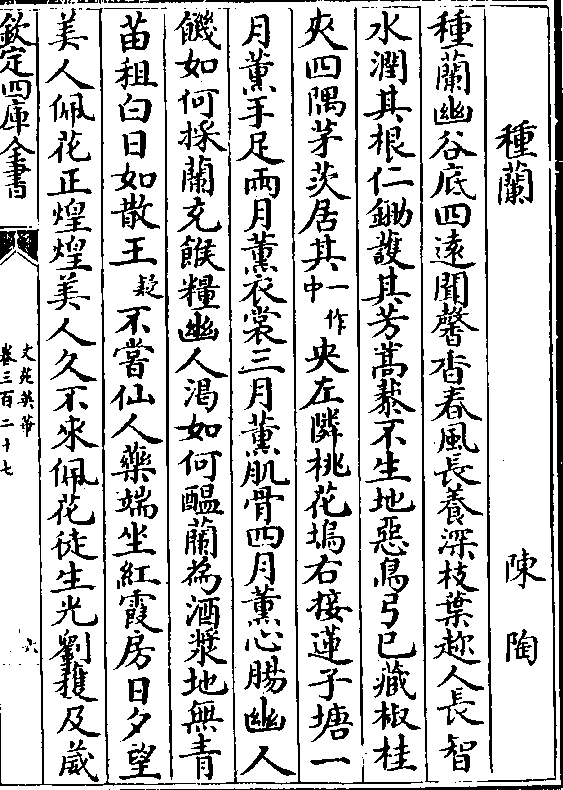 種蘭　陳陶
種蘭幽谷底四遠聞馨香春風長養深枝葉趂人長智
水潤其根仁鋤護其芳蒿藜不生地惡鳥弓已藏椒桂
夾四隅茅茨居其一作中央左隣桃花塢右接蓮子塘一
月薰手足兩月薰衣裳三月薰肌骨四月薰心腸幽人
饑如何採蘭充餱糧幽人渴如何醖蘭為酒漿地無青
苗租白日如散王疑不嘗仙人藥端坐紅霞房日夕望
美人佩花正煌煌美人久不來佩花徒生光劉穫及葳
欽定四庫全書
文苑英華
卷三百二十七
六